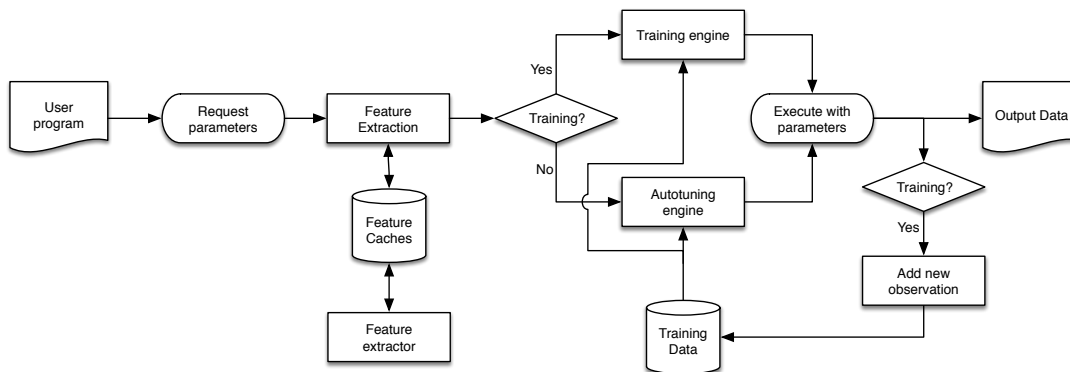 User
program
Request
parameters
Feature
Extraction
Feature
Caches
Feature
extractor
Training?
Yes
No
Training engine
Autotuning
engine
Training
Data
Execute with
parameters
Output Data
Training?
Yes
Add new
observation